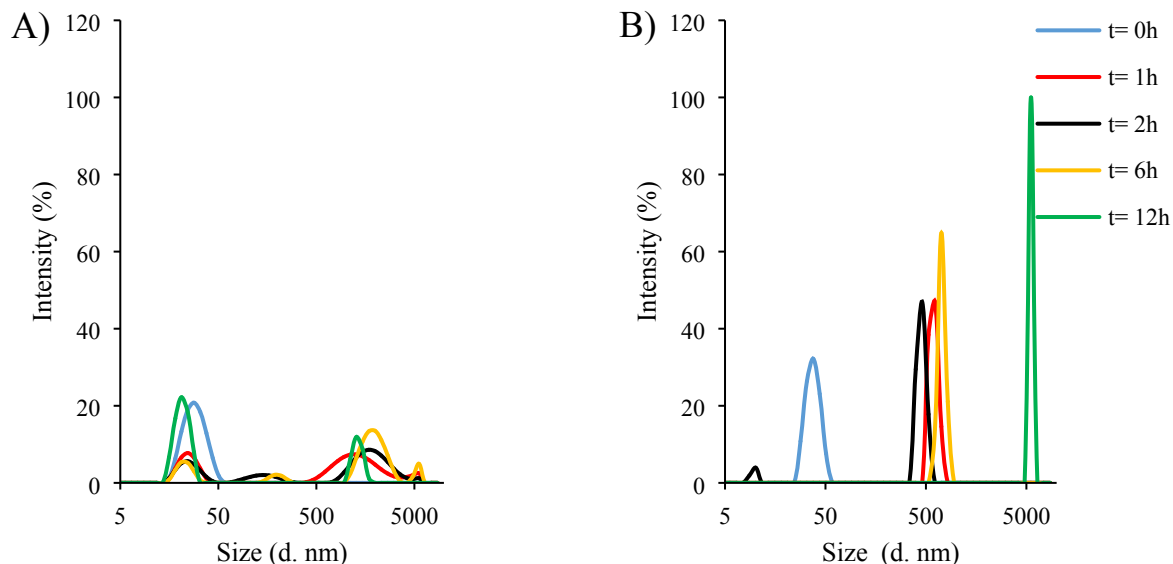 A)
120
100
80
60
40
20
0
Intensity (%)
5 50 500 5000
Size (d. nm)
B)
120
100
80
60
40
20
0
Intensity (%)
5 50 500 5000
Size (d. nm)
t= 0h
t= 1h
t= 2h
t= 6h
t= 12h